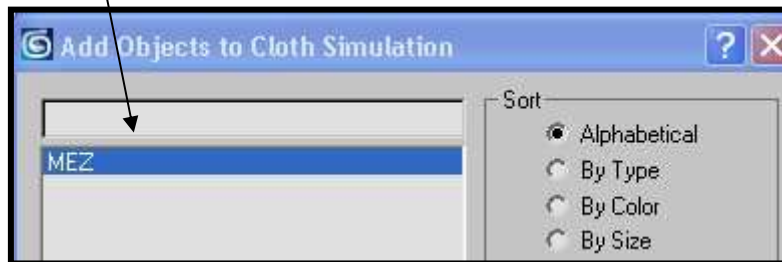 Add Objects to Cloth Simulation
Sort
Alphabetical
MEZ
By Type
By Color
By Size